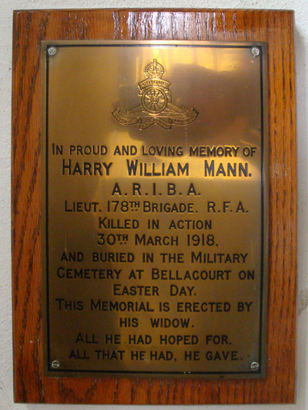 In proud and loving memory of
Harry William Mann.
A.R.I.B.A.
Lieut. 178th Brigade. R.F.A.
Killed in action
30th March 1918,
and buried in the Military
Cemetery at Bellacourt on
Easter Day.
This Memorial is erected by
his widow.
All he had hoped for.
all that he had, he gave.